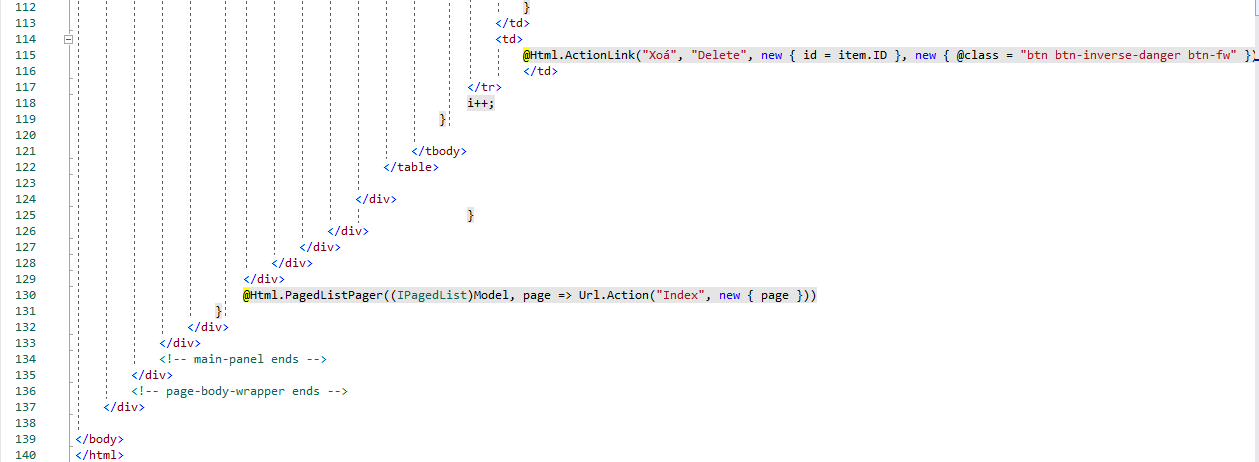 112 }
113 </td>
114 <td>
115 @Html.ActionLink("Xoá", "Delete", new { id = item.ID }, new { @class = "btn btn-inverse-danger btn-fw" })
116 </td>
117 </tr>
118 i++;
119 }
120
121 </tbody>
122 </table>
123
124 </div>
125 }
126 </div>
127 </div>
128 </div>
129 </div>
130 @Html.PagedListPager((IPagedList)Model, page => Url.Action("Index", new { page }))
131 }
132 </div>
133 </div>
134 <!-- main-panel ends -->
135 </div>
136 <!-- page-body-wrapper ends -->
137 </div>
138
139 </body>
140 </html>